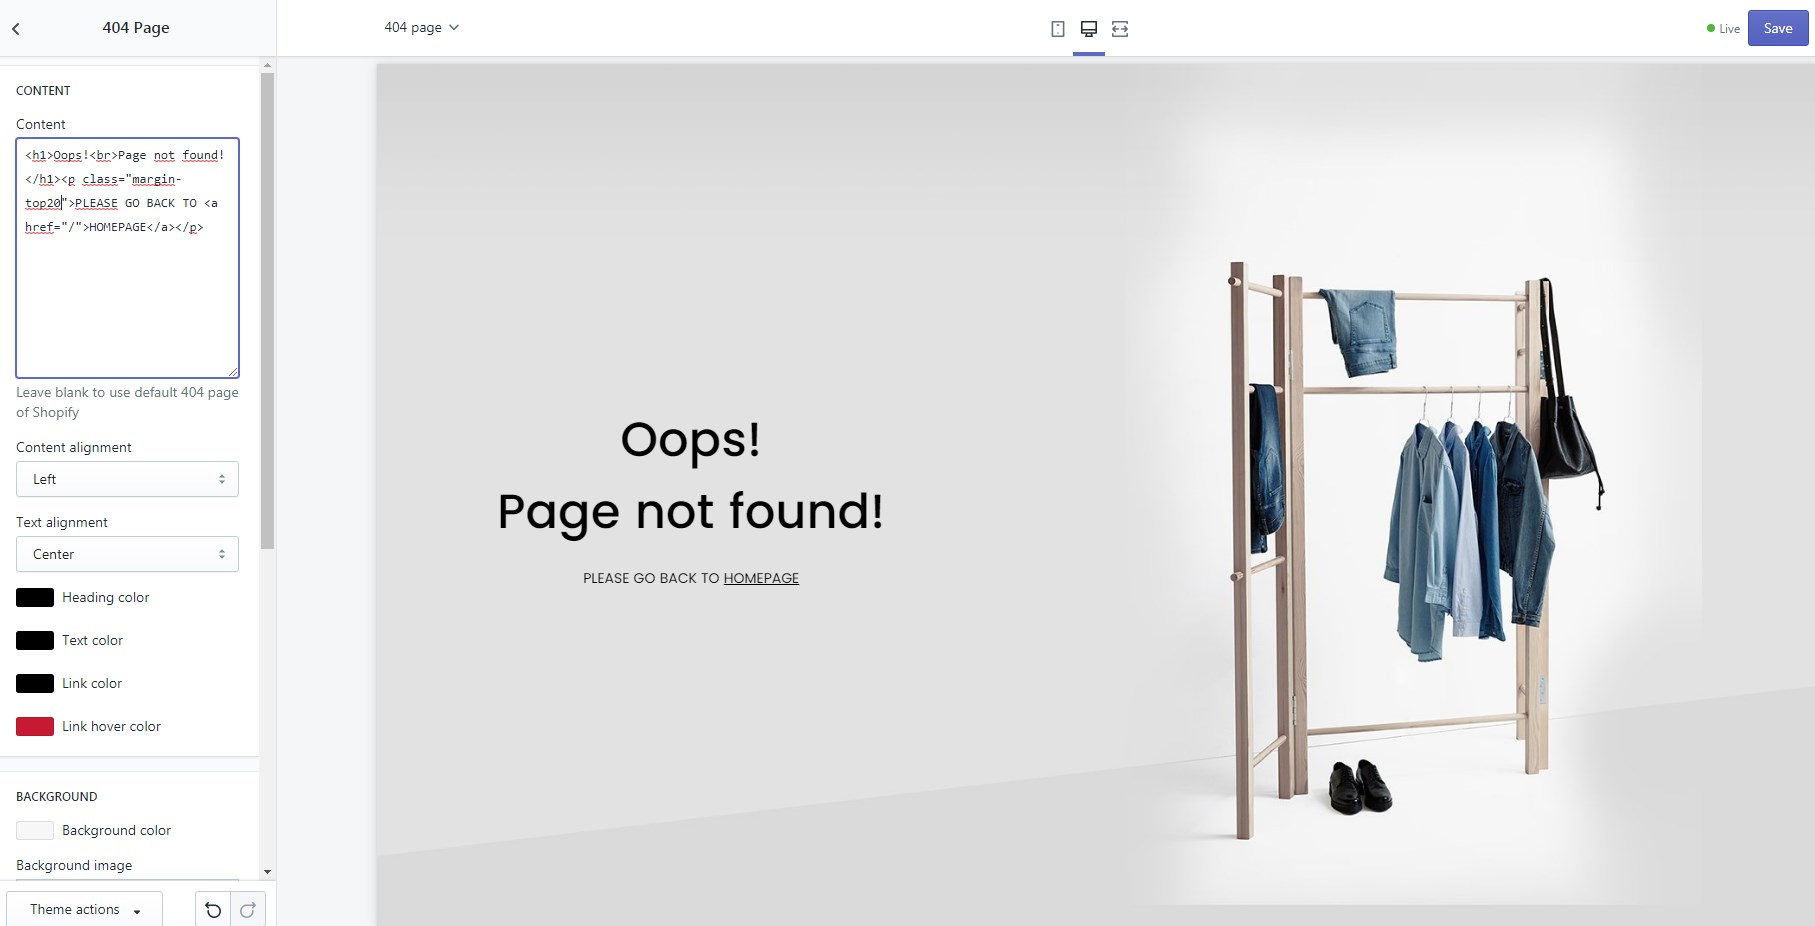 404 Page
404 page
Live
Save
CONTENT
Content
<h1>Oops!<br>Page not found!
</h1><p class="margin-
top20">PLEASE GO BACK TO <a
href="/">HOMEPAGE</a></p>
Leave blank to use default 404 page
of Shopify
Content alignment
Left
Text alignment
Center
Heading color
Text color
Link color
Link hover color
BACKGROUND
Background color
Background image
Theme actions
Oops!
Page not found!
PLEASE GO BACK TO HOMEPAGE